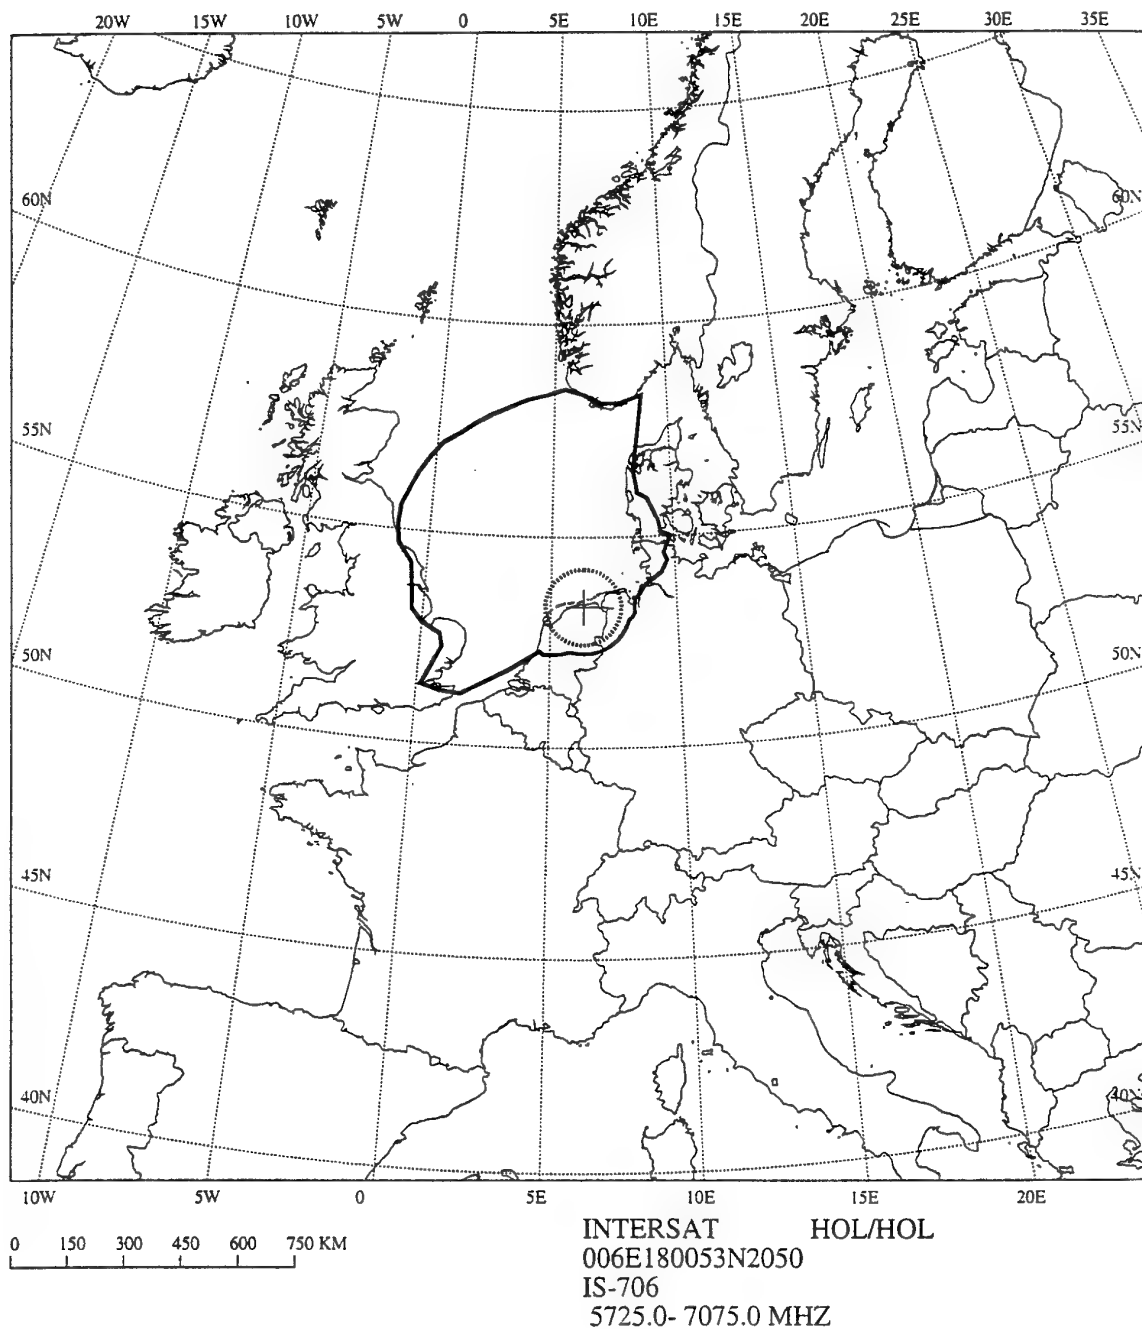 20W 15W 10W 5W 0 5E 10E 15E 20E 25E 30E 35E
60N 60N
55N 55N
50N 50N
45N 45N
40N 40N
10W 5W 0 5E 10E 15E 20E
0 150 300 450 600 750 KM
INTERSAT HOL/HOL
006E180053N2050
IS-706
5725.0- 7075.0 MHZ